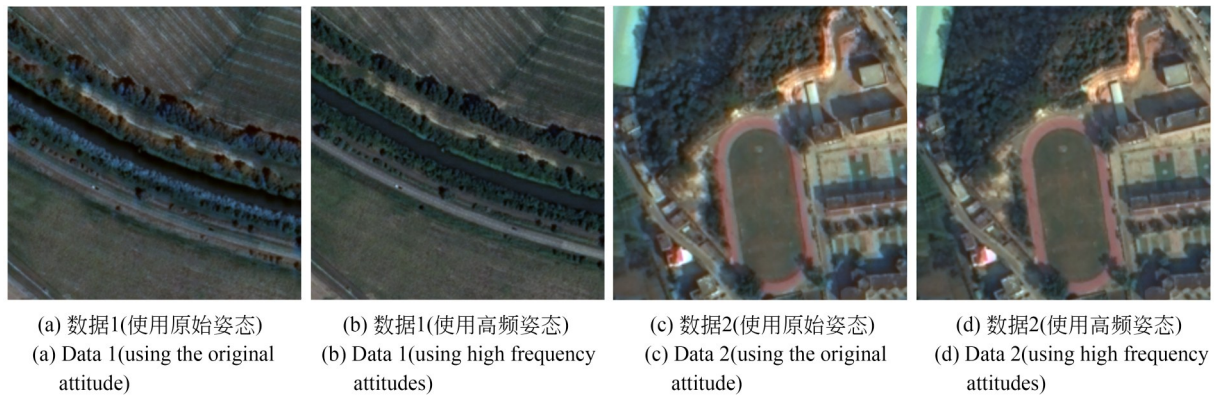 (a) 数据1(使用原始姿态)
(a) Data 1(using the original
attitude)
(b) 数据1(使用高频姿态)
(b) Data 1(using high frequency
attitudes)
(c) 数据2(使用原始姿态)
(c) Data 2(using the original
attitude)
(d) 数据2(使用高频姿态)
(d) Data 2(using high frequency
attitudes)